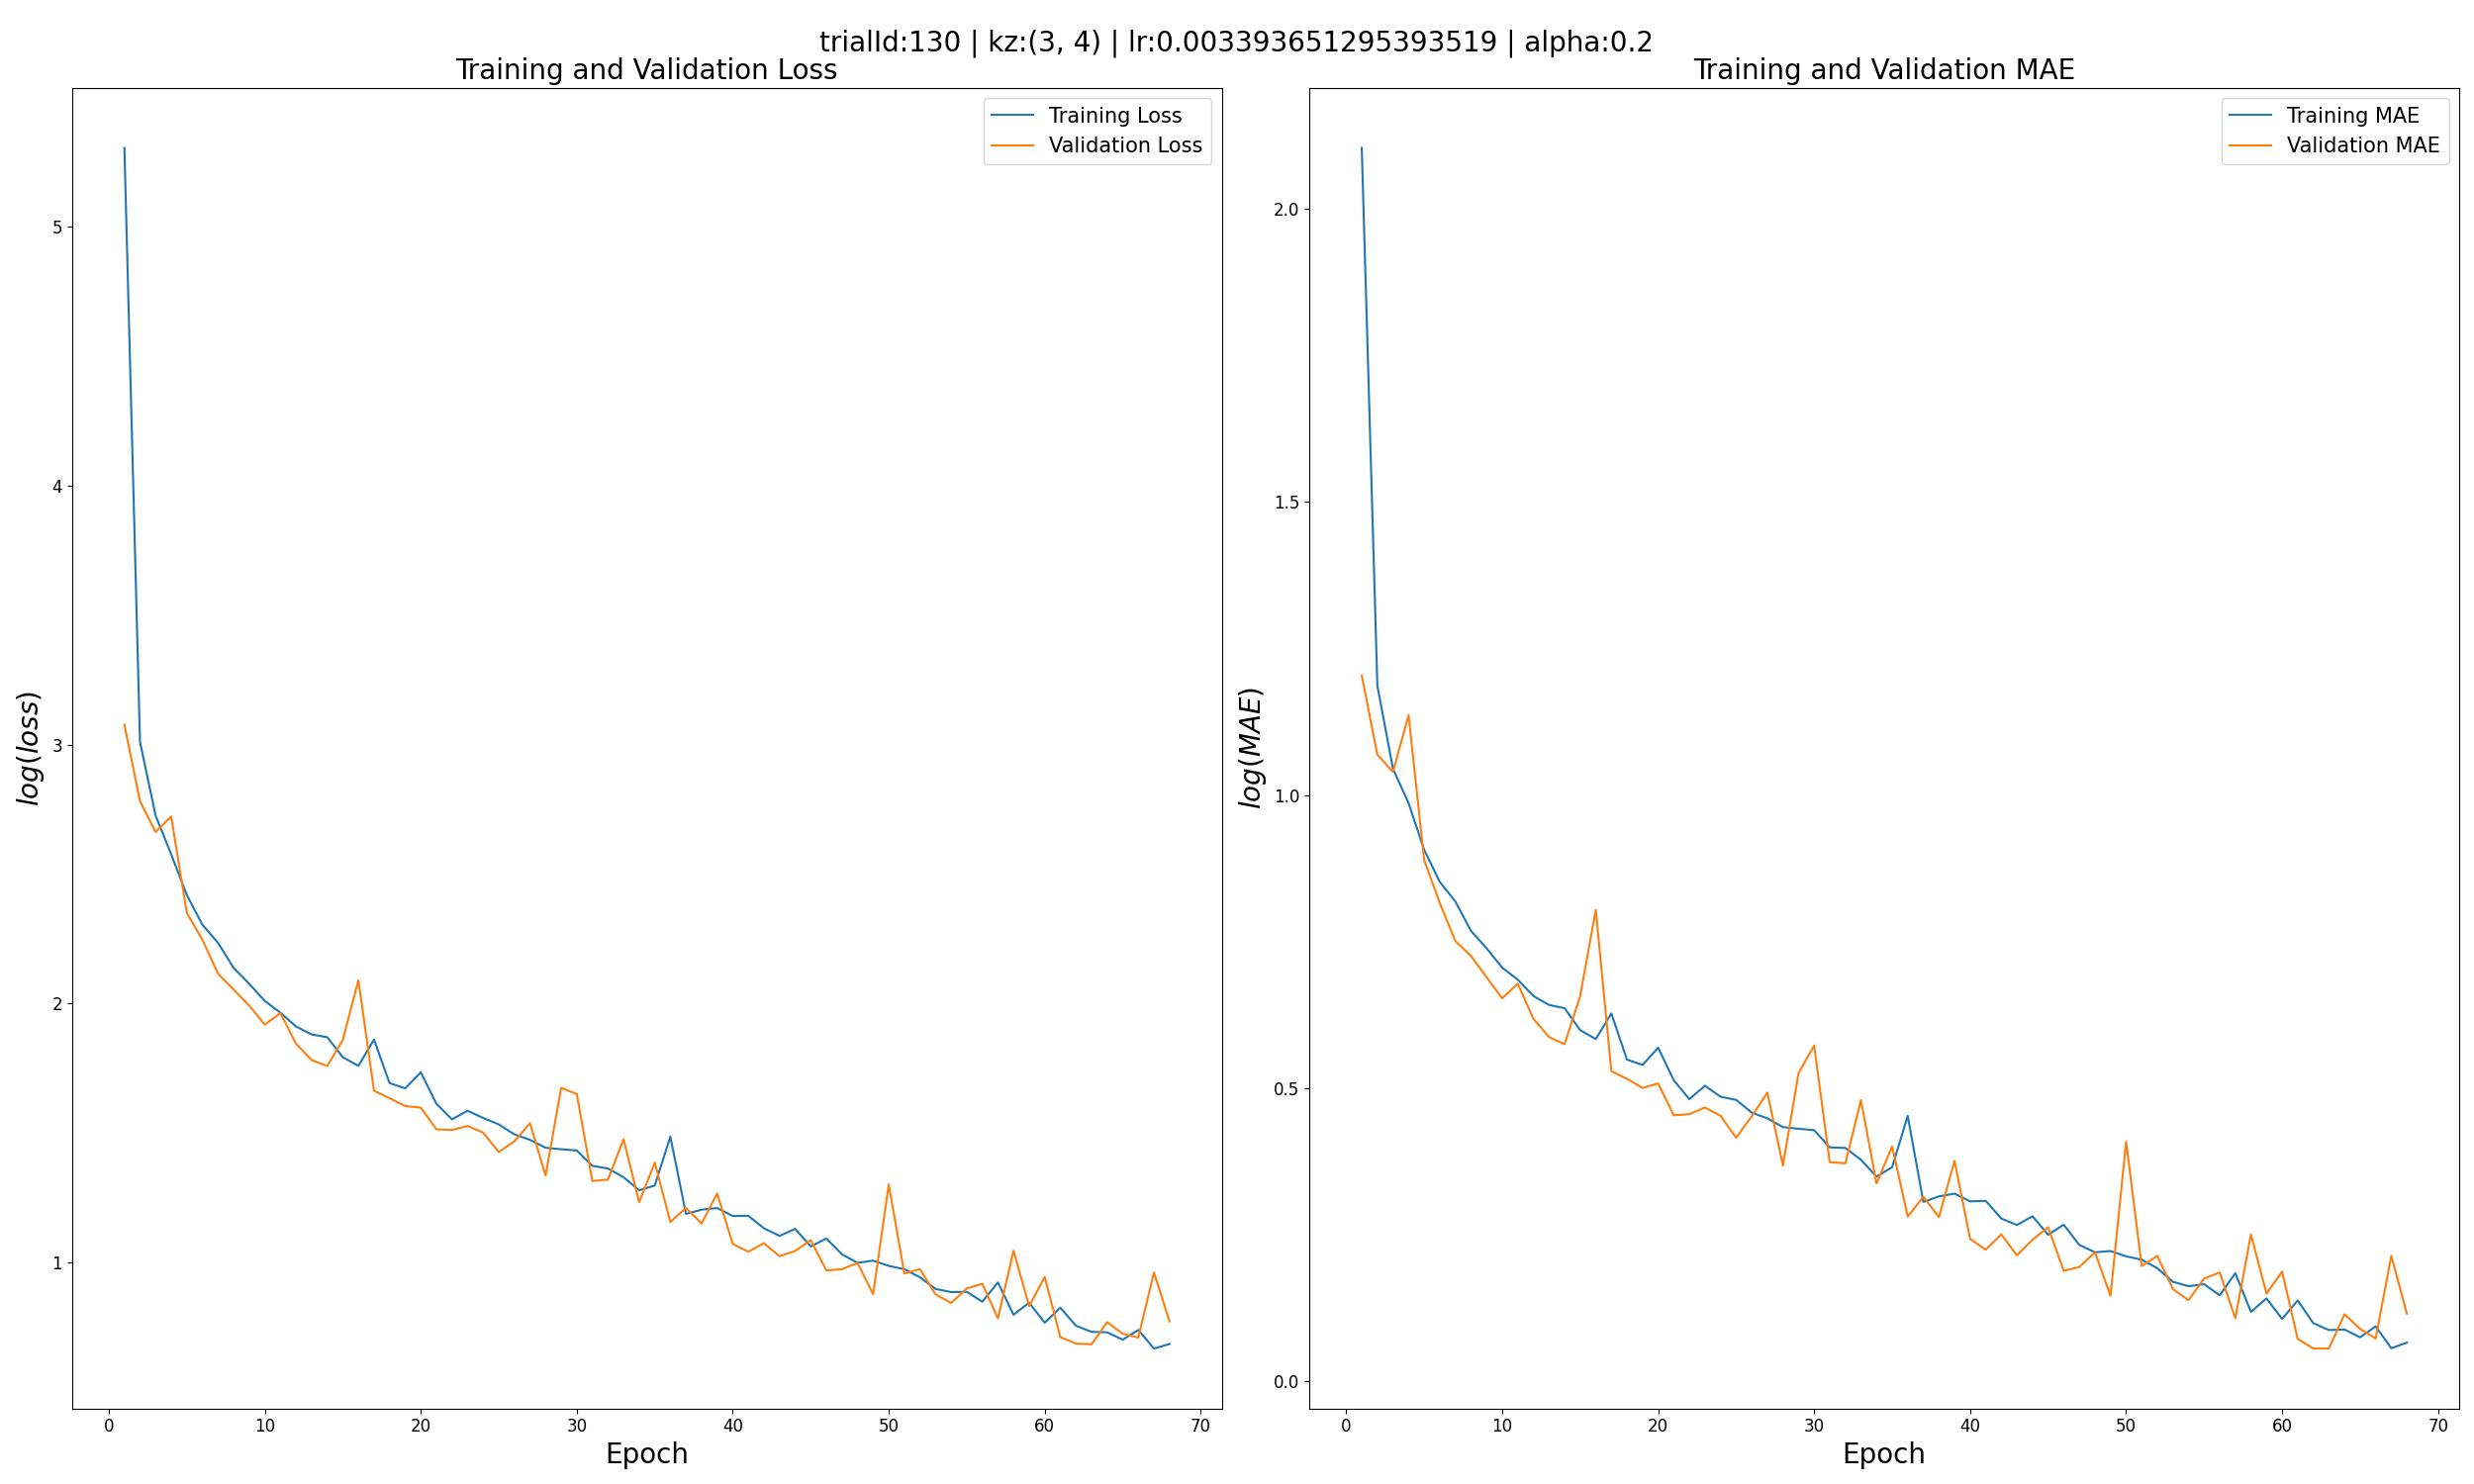 trialId:130 | kz:(3, 4) | lr:0.003393651295393519 | alpha:0.2
Training and Validation Loss
Training Loss
Validation Loss
5
4
3
2
1
log(loss)
0 10 20 30 40 50 60 70
Epoch
Training and Validation MAE
Training MAE
Validation MAE
2.0
1.5
1.0
0.5
0.0
log(MAE)
0 10 20 30 40 50 60 70
Epoch